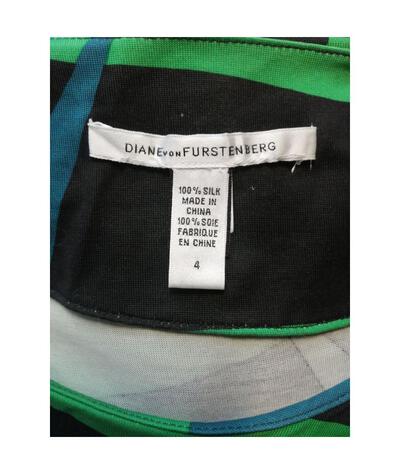 DIANE VON FURSTENBERG
100% SILK
MADE IN
CHINA
100% SOIE
FABRIQUE
EN CHINE
4